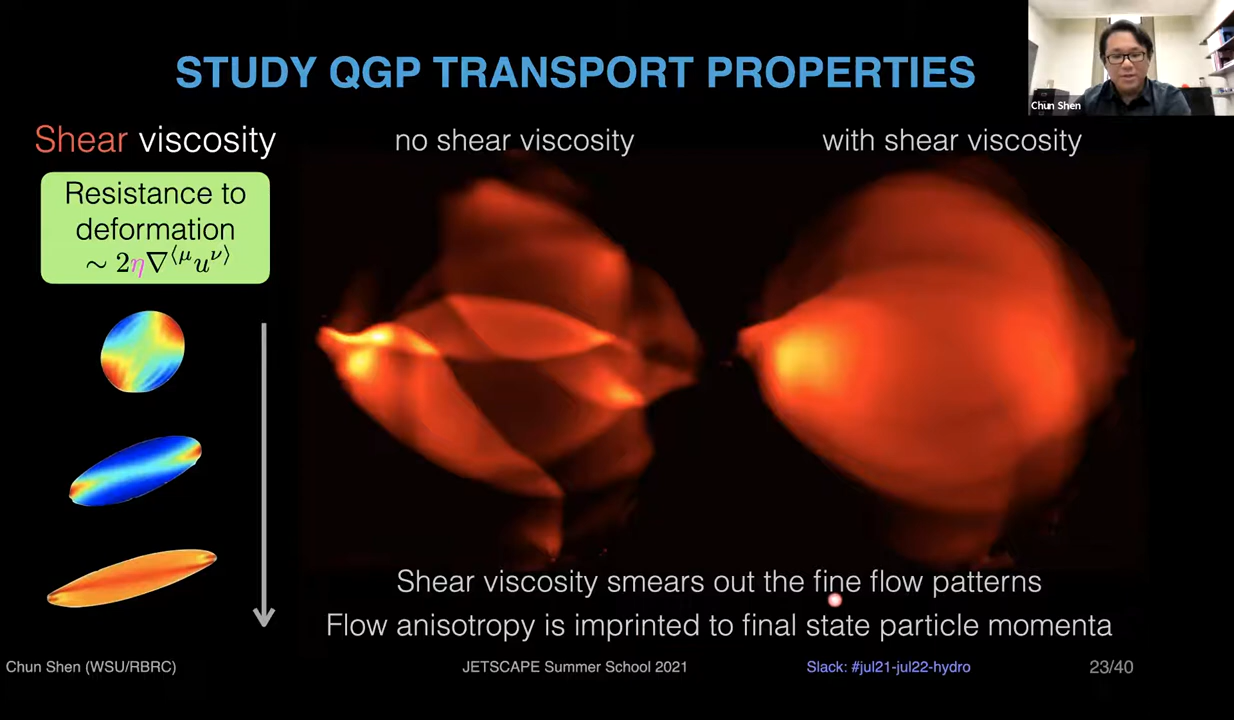 STUDY QGP TRANSPORT PROPERTIES
Chun Shen
Shear viscosity
no shear viscosity
with shear viscosity
Resistance to
deformation
∼ 2η∇⟨μ u ν⟩
Shear viscosity smears out the fine flow patterns
Flow anisotropy is imprinted to final state particle momenta
Chun Shen (WSU/RBRC)
JETSCAPE Summer School 2021
Slack: #jul21-jul22-hydro
23/40